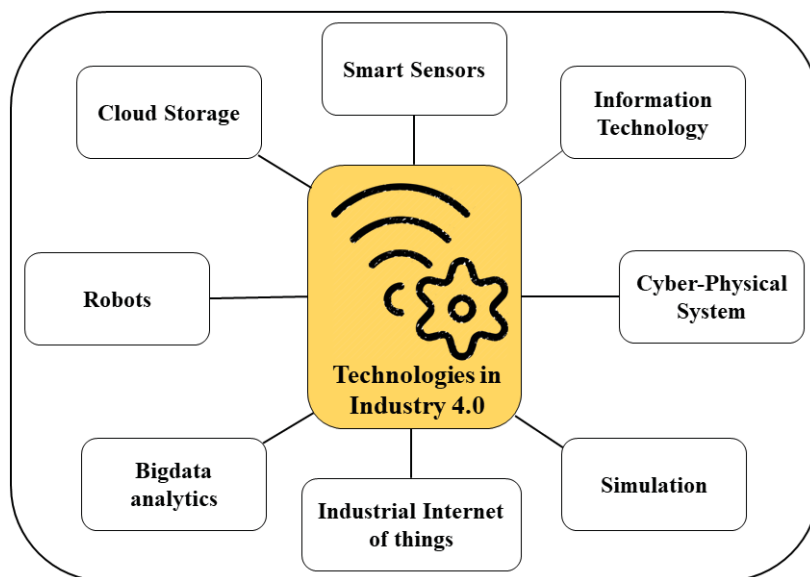 Smart Sensors
Cloud Storage
Information
Technology
Robots
Cyber-Physical
System
Technologies in
Industry 4.0
Bigdata
analytics
Industrial Internet
of things
Simulation